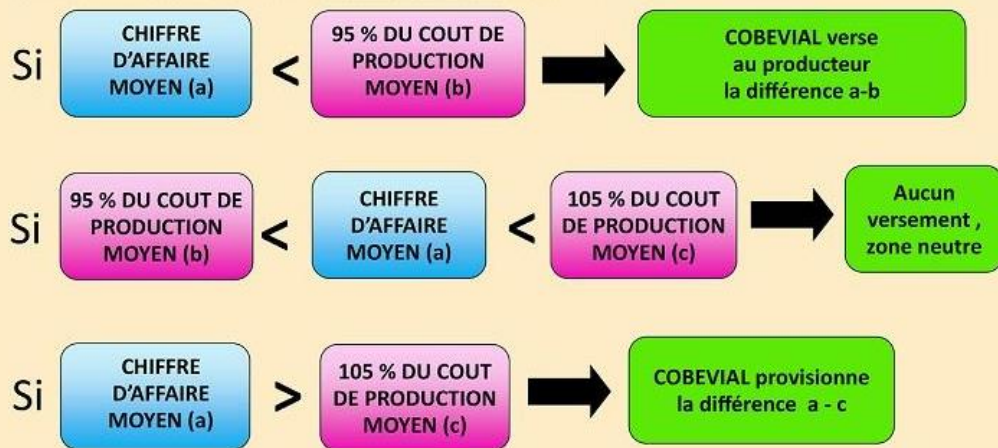 Si
CHIFFRE
D'AFFAIRE
MOYEN (a)
<
95 % DU COUT DE
PRODUCTION
MOYEN (b)
COBEVIAL verse
au producteur
la différence a-b
Si
95 % DU COUT DE
PRODUCTION
MOYEN (b)
<
CHIFFRE
D'AFFAIRE
MOYEN (a)
<
105 % DU COUT
DE PRODUCTION
MOYEN (c)
Aucun
versement ,
zone neutre
Si
CHIFFRE
D'AFFAIRE
MOYEN (a)
>
105 % DU COUT
DE PRODUCTION
MOYEN (c)
COBEVIAL provisionne
la différence a - c